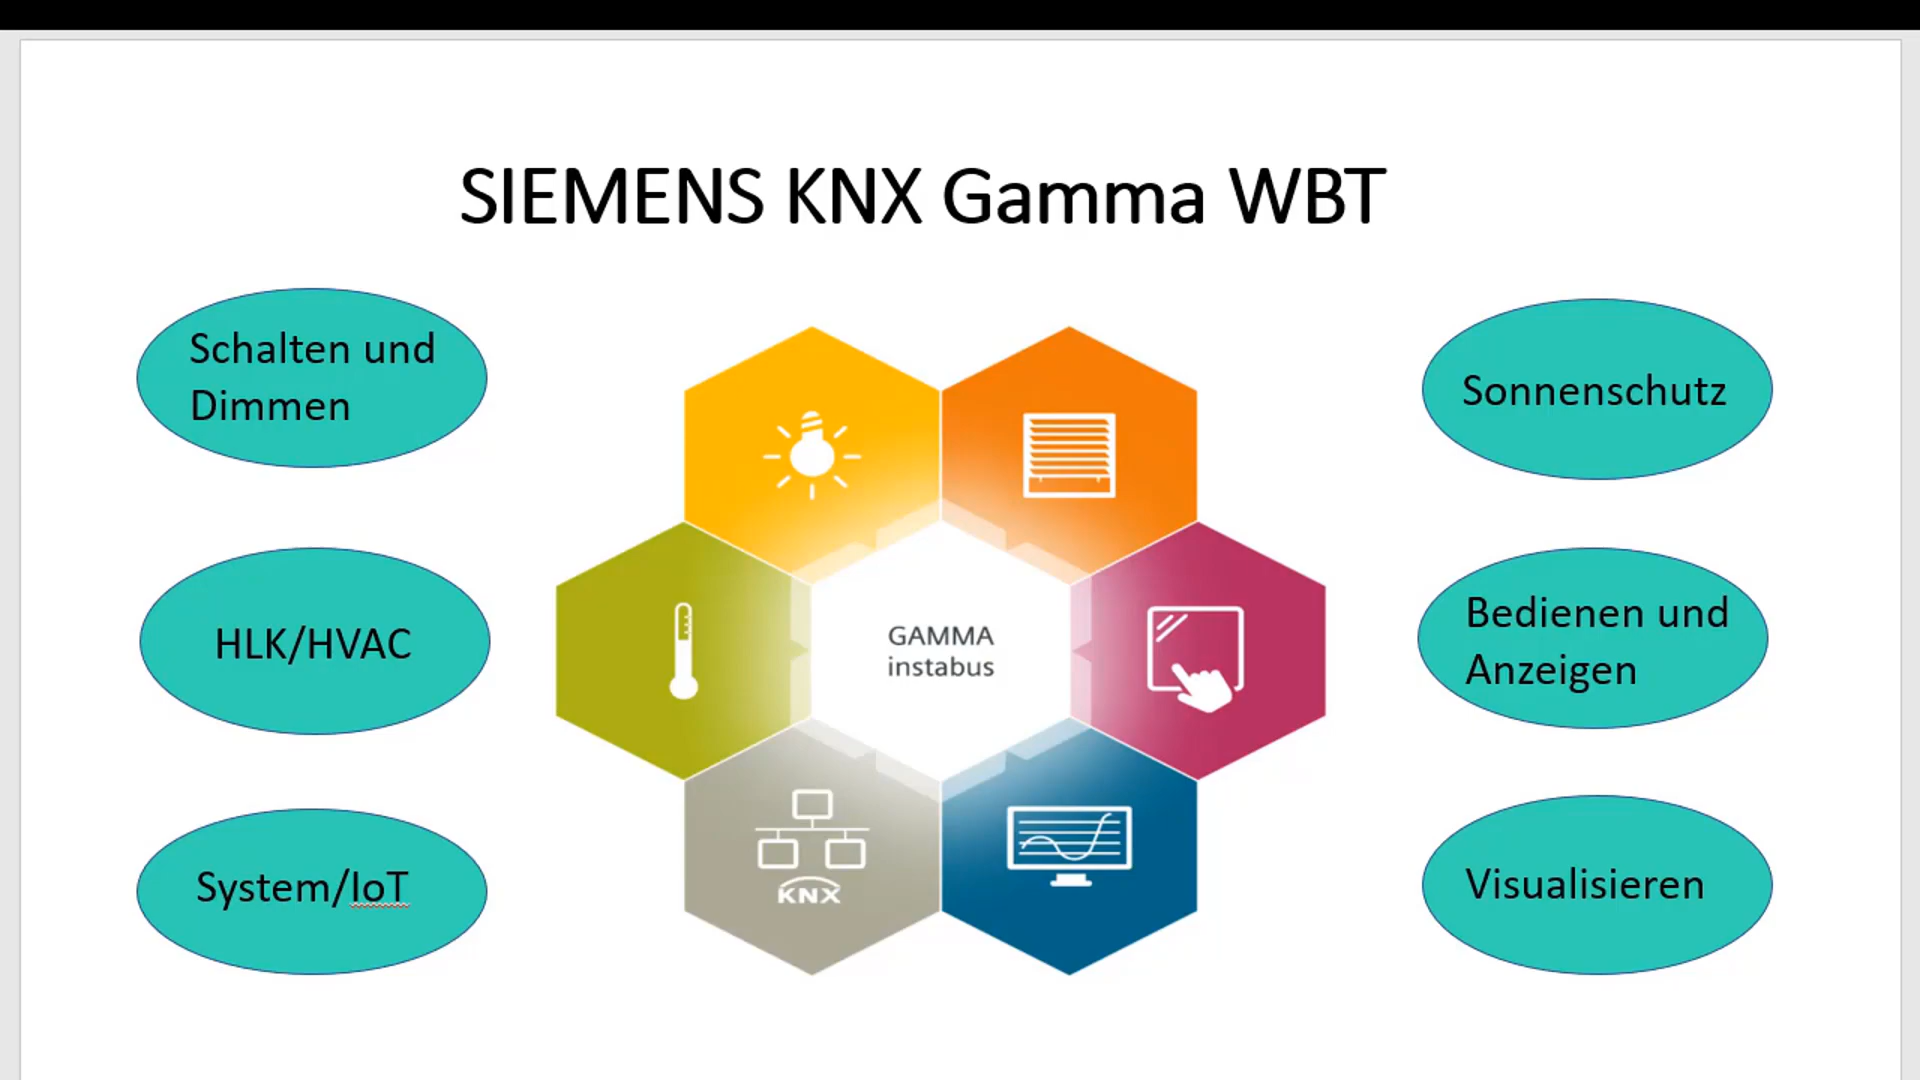 SIEMENS KNX Gamma WBT
Schalten und
Dimmen
Sonnenschutz
HLK/HVAC
GAMMA
instabus
Bedienen und
Anzeigen
System/IoT
KNX
Visualisieren